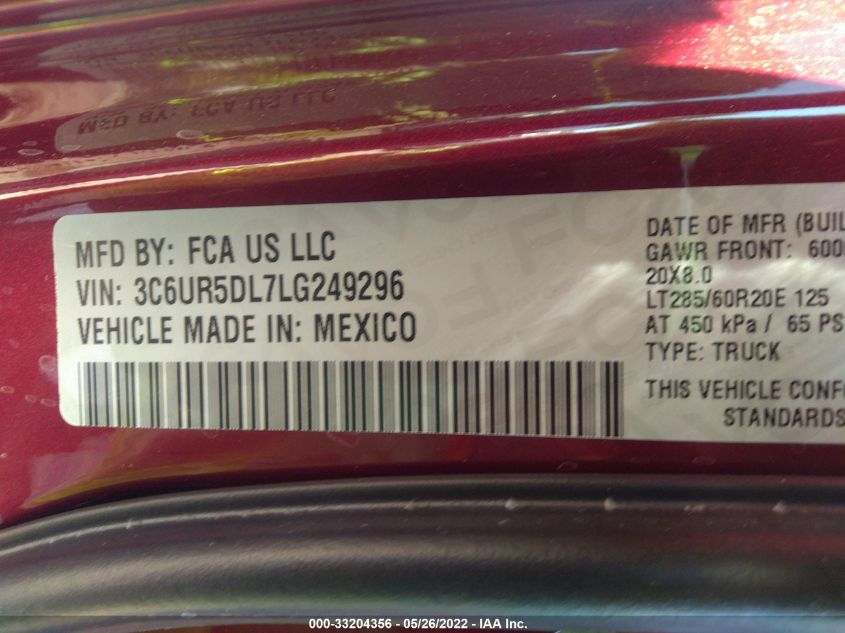 MFD BY: FCA US LLC
VIN: 3C6UR5DL7LG249296
VEHICLE MADE IN: MEXICO
DATE OF MFR (BUIL
GAWR FRONT: 600
20X8.0
LT285/60R20E 125
AT 450 kPa / 65 PS
TYPE: TRUCK
THIS VEHICLE CONF
STANDARDS
000-33204356 - 05/26/2022 - IAA Inc.